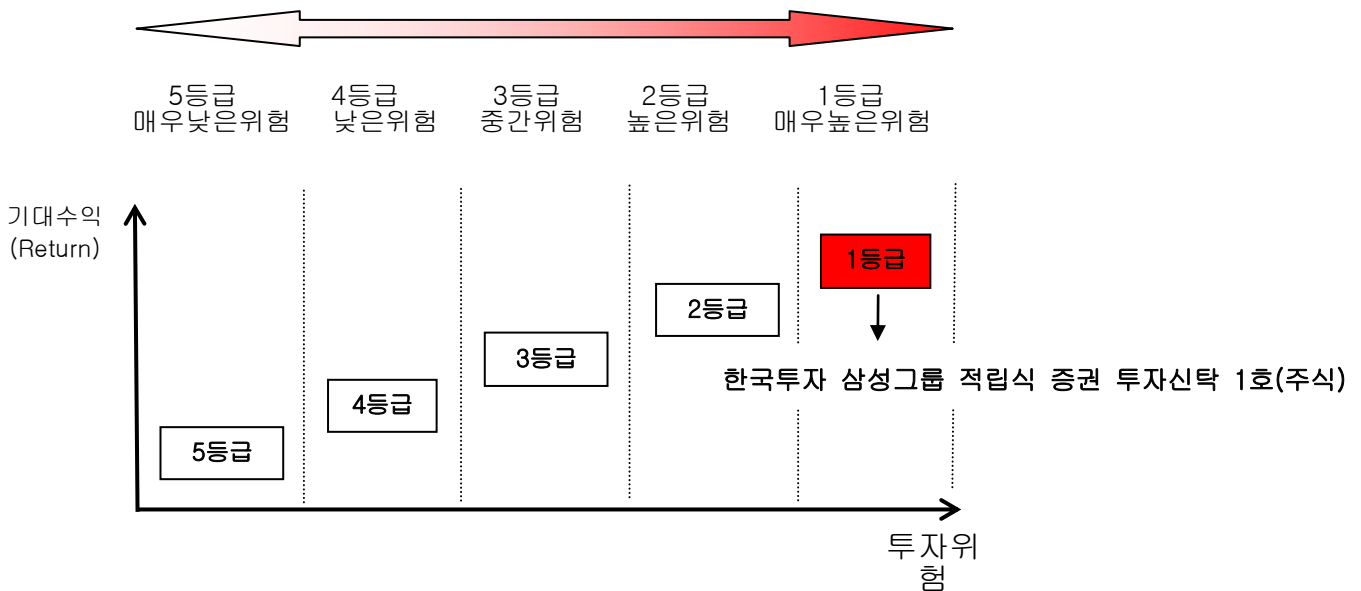 5등급 4등급 3등급 2등급 1등급
매우낮은위험 낮은위험 중간위험 높은위험 매우높은위험
기대수익
(Return)
1등급
2등급
3등급
한국투자 삼성그룹 적립식 증권 투자신탁 1호(주식)
4등급
5등급
투자위
험